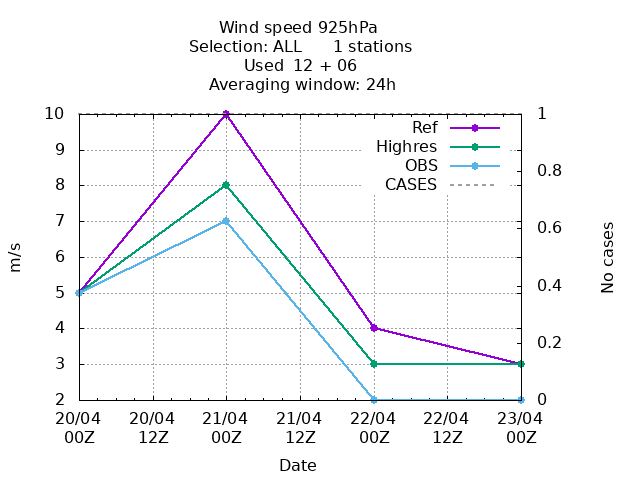 Wind speed 925hPa
Selection: ALL      1 stations
Used  12 + 06
Averaging window: 24h
10
9
8
7
6
5
4
3
2
m/s
1
0.8
0.6
0.4
0.2
0
No cases
Ref
Highres
OBS
CASES
20/04 20/04 21/04 21/04 22/04 22/04 23/04
00Z 12Z 00Z 12Z 00Z 12Z 00Z
Date